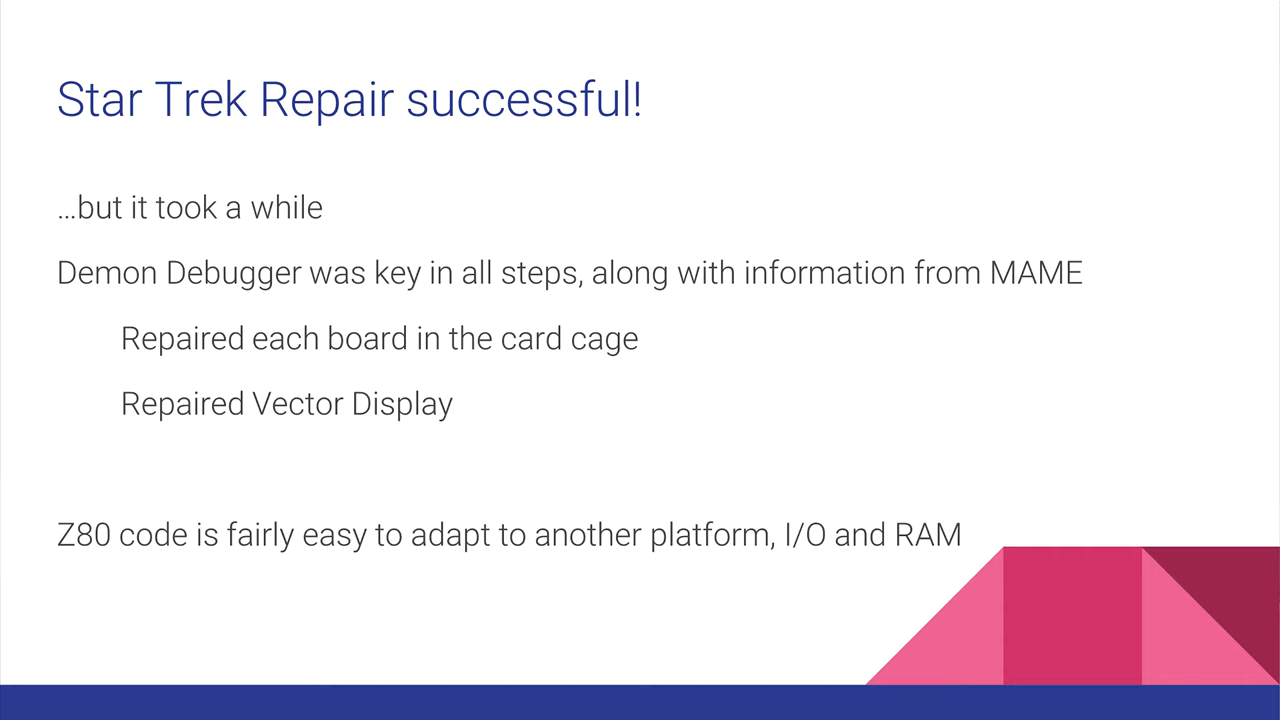 Star Trek Repair successful!
…but it took a while
Demon Debugger was key in all steps, along with information from MAME
Repaired each board in the card cage
Repaired Vector Display
Z80 code is fairly easy to adapt to another platform, I/O and RAM